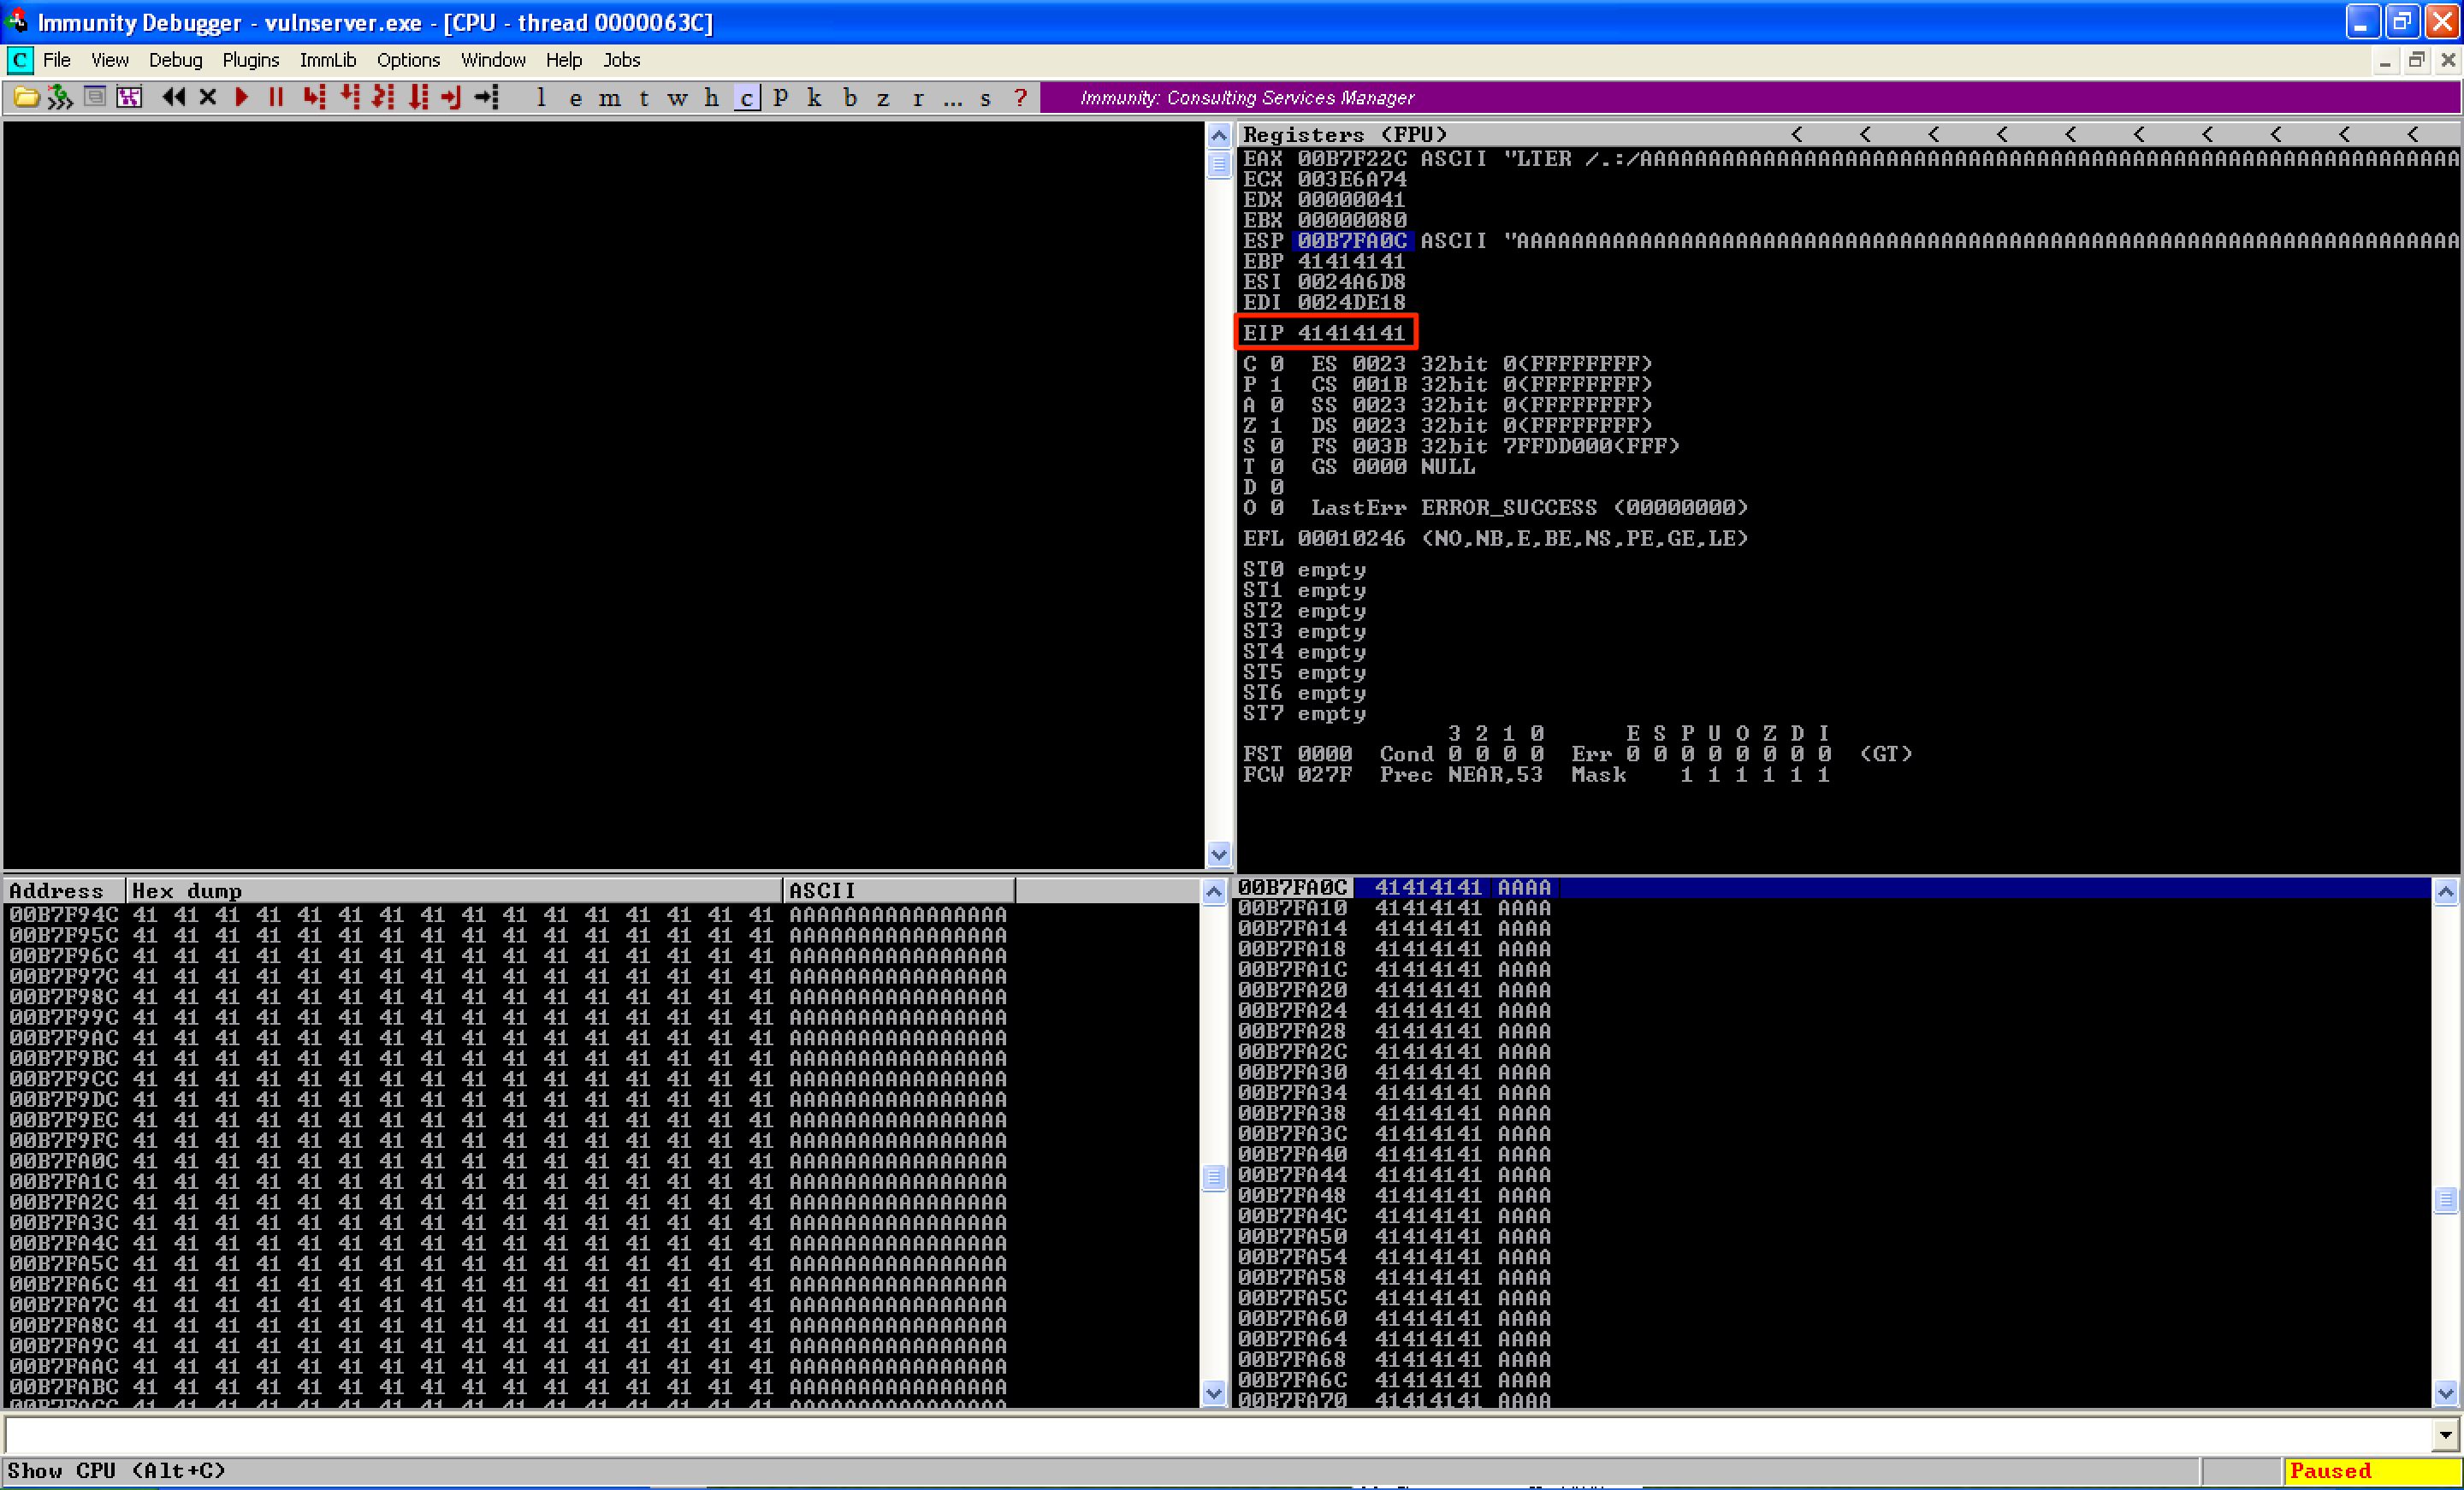 Immunity Debugger - vulnserver.exe - [CPU - thread 0000063C]
C File View Debug Plugins ImmLib Options Window Help Jobs
l e m t w h c P k b z r ... s ? Immunity: Consulting Services Manager
Registers (FPU) < < < < < < < < < <
EAX 00B7F22C ASCII "LTER /.:/AAAAAAAAAAAAAAAAAAAAAAAAAAAAAAAAAAAAAAAAAAAAAAAAAAAAAAAAAAAA
ECX 003E6A74
EDX 00000041
EBX 00000080
ESP 00B7FA0C ASCII "AAAAAAAAAAAAAAAAAAAAAAAAAAAAAAAAAAAAAAAAAAAAAAAAAAAAAAAAAAAAAAAAAAAAA
EBP 41414141
ESI 0024A6D8
EDI 0024DE18
EIP 41414141
C 0 ES 0023 32bit 0(FFFFFFFF)
P 1 CS 001B 32bit 0(FFFFFFFF)
A 0 SS 0023 32bit 0(FFFFFFFF)
Z 1 DS 0023 32bit 0(FFFFFFFF)
S 0 FS 003B 32bit 7FFDD000(FFF)
T 0 GS 0000 NULL
D 0
O 0 LastErr ERROR_SUCCESS (00000000)
EFL 00010246 (NO,NB,E,BE,NS,PE,GE,LE)
ST0 empty
ST1 empty
ST2 empty
ST3 empty
ST4 empty
ST5 empty
ST6 empty
ST7 empty
3 2 1 0 E S P U O Z D I
FST 0000 Cond 0 0 0 0 Err 0 0 0 0 0 0 0 0 (GT)
FCW 027F Prec NEAR,53 Mask 1 1 1 1 1 1
Address Hex dump ASCII
00B7F94C 41 41 41 41 41 41 41 41 41 41 41 41 41 41 41 41 AAAAAAAAAAAAAAAA
00B7F95C 41 41 41 41 41 41 41 41 41 41 41 41 41 41 41 41 AAAAAAAAAAAAAAAA
00B7F96C 41 41 41 41 41 41 41 41 41 41 41 41 41 41 41 41 AAAAAAAAAAAAAAAA
00B7F97C 41 41 41 41 41 41 41 41 41 41 41 41 41 41 41 41 AAAAAAAAAAAAAAAA
00B7F98C 41 41 41 41 41 41 41 41 41 41 41 41 41 41 41 41 AAAAAAAAAAAAAAAA
00B7F99C 41 41 41 41 41 41 41 41 41 41 41 41 41 41 41 41 AAAAAAAAAAAAAAAA
00B7F9AC 41 41 41 41 41 41 41 41 41 41 41 41 41 41 41 41 AAAAAAAAAAAAAAAA
00B7F9BC 41 41 41 41 41 41 41 41 41 41 41 41 41 41 41 41 AAAAAAAAAAAAAAAA
00B7F9CC 41 41 41 41 41 41 41 41 41 41 41 41 41 41 41 41 AAAAAAAAAAAAAAAA
00B7F9DC 41 41 41 41 41 41 41 41 41 41 41 41 41 41 41 41 AAAAAAAAAAAAAAAA
00B7F9EC 41 41 41 41 41 41 41 41 41 41 41 41 41 41 41 41 AAAAAAAAAAAAAAAA
00B7F9FC 41 41 41 41 41 41 41 41 41 41 41 41 41 41 41 41 AAAAAAAAAAAAAAAA
00B7FA0C 41 41 41 41 41 41 41 41 41 41 41 41 41 41 41 41 AAAAAAAAAAAAAAAA
00B7FA1C 41 41 41 41 41 41 41 41 41 41 41 41 41 41 41 41 AAAAAAAAAAAAAAAA
00B7FA2C 41 41 41 41 41 41 41 41 41 41 41 41 41 41 41 41 AAAAAAAAAAAAAAAA
00B7FA3C 41 41 41 41 41 41 41 41 41 41 41 41 41 41 41 41 AAAAAAAAAAAAAAAA
00B7FA4C 41 41 41 41 41 41 41 41 41 41 41 41 41 41 41 41 AAAAAAAAAAAAAAAA
00B7FA5C 41 41 41 41 41 41 41 41 41 41 41 41 41 41 41 41 AAAAAAAAAAAAAAAA
00B7FA6C 41 41 41 41 41 41 41 41 41 41 41 41 41 41 41 41 AAAAAAAAAAAAAAAA
00B7FA7C 41 41 41 41 41 41 41 41 41 41 41 41 41 41 41 41 AAAAAAAAAAAAAAAA
00B7FA8C 41 41 41 41 41 41 41 41 41 41 41 41 41 41 41 41 AAAAAAAAAAAAAAAA
00B7FA9C 41 41 41 41 41 41 41 41 41 41 41 41 41 41 41 41 AAAAAAAAAAAAAAAA
00B7FAAC 41 41 41 41 41 41 41 41 41 41 41 41 41 41 41 41 AAAAAAAAAAAAAAAA
00B7FABC 41 41 41 41 41 41 41 41 41 41 41 41 41 41 41 41 AAAAAAAAAAAAAAAA
00B7FACC 41 41 41 41 41 41 41 41 41 41 41 41 41 41 41 41 AAAAAAAAAAAAAAAA
00B7FA0C 41414141 AAAA
00B7FA10 41414141 AAAA
00B7FA14 41414141 AAAA
00B7FA18 41414141 AAAA
00B7FA1C 41414141 AAAA
00B7FA20 41414141 AAAA
00B7FA24 41414141 AAAA
00B7FA28 41414141 AAAA
00B7FA2C 41414141 AAAA
00B7FA30 41414141 AAAA
00B7FA34 41414141 AAAA
00B7FA38 41414141 AAAA
00B7FA3C 41414141 AAAA
00B7FA40 41414141 AAAA
00B7FA44 41414141 AAAA
00B7FA48 41414141 AAAA
00B7FA4C 41414141 AAAA
00B7FA50 41414141 AAAA
00B7FA54 41414141 AAAA
00B7FA58 41414141 AAAA
00B7FA5C 41414141 AAAA
00B7FA60 41414141 AAAA
00B7FA64 41414141 AAAA
00B7FA68 41414141 AAAA
00B7FA6C 41414141 AAAA
00B7FA70 41414141 AAAA
Show CPU (Alt+C) Paused